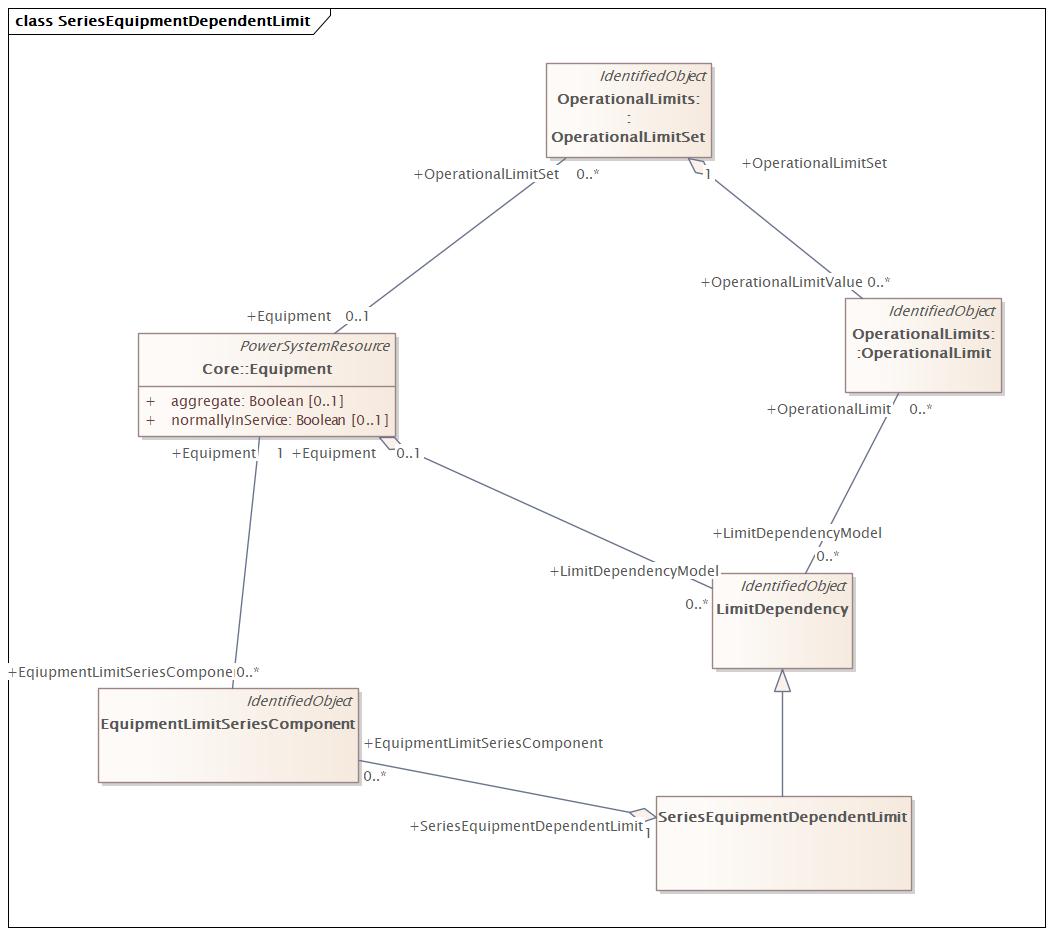 class SeriesEquipmentDependentLimit
IdentifiedObject
OperationalLimits:
:
OperationalLimitSet
+OperationalLimitSet 0..*
1
+OperationalLimitSet
+OperationalLimitValue 0..*
IdentifiedObject
OperationalLimits:
:OperationalLimit
+Equipment 0..1
PowerSystemResource
Core::Equipment
+ aggregate: Boolean [0..1]
+ normallyInService: Boolean [0..1]
+OperationalLimit 0..*
+Equipment 1
+Equipment 0..1
+LimitDependencyModel
0..*
+LimitDependencyModel
0..*
IdentifiedObject
LimitDependency
+EqiupmentLimitSeriesCompone 0..*
IdentifiedObject
EquipmentLimitSeriesComponent
+EquipmentLimitSeriesComponent
0..*
+SeriesEquipmentDependentLimit
1
SeriesEquipmentDependentLimit